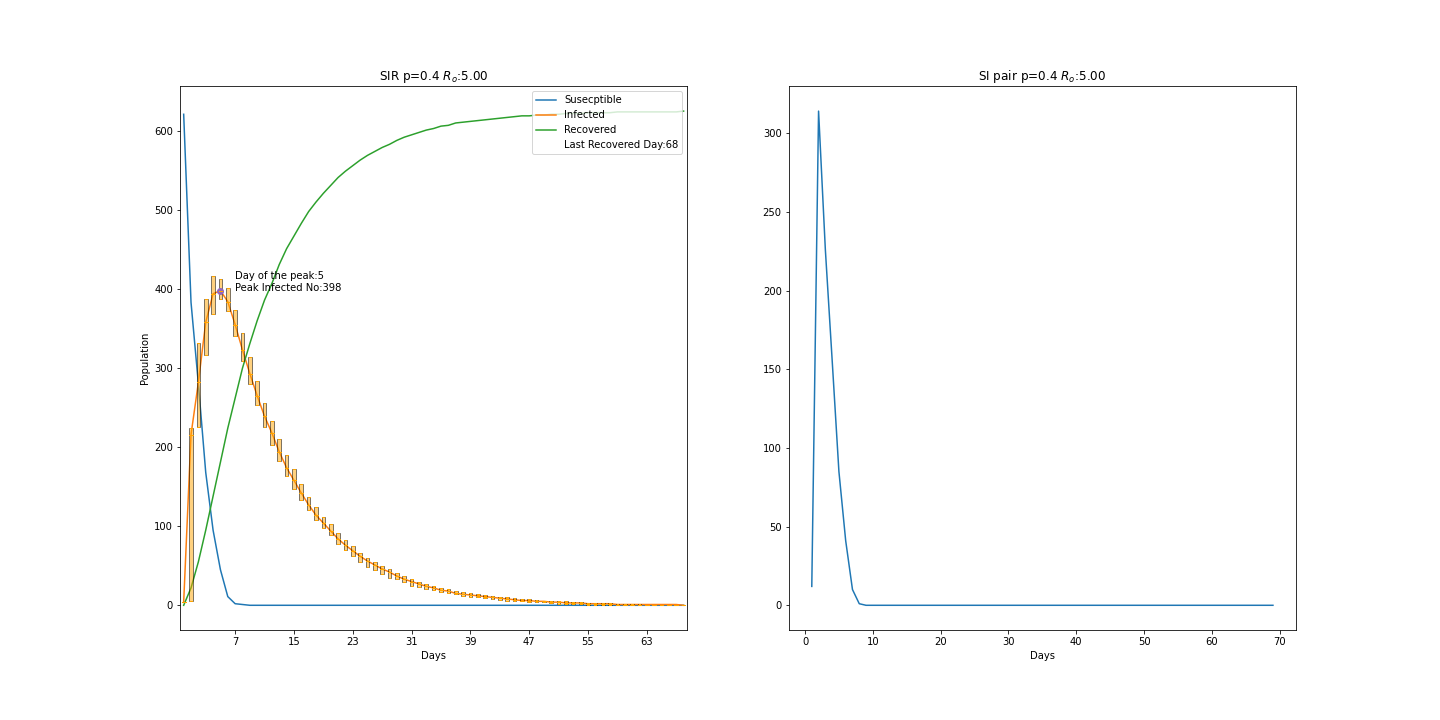 SIR p=0.4 Rₒ:5.00
Susecptible
Infected
Recovered
Last Recovered Day:68
Day of the peak:5
Peak Infected No:398
Population
600
500
400
300
200
100
0
7 15 23 31 39 47 55 63
Days
SI pair p=0.4 Rₒ:5.00
300
250
200
150
100
50
0
0 10 20 30 40 50 60 70
Days